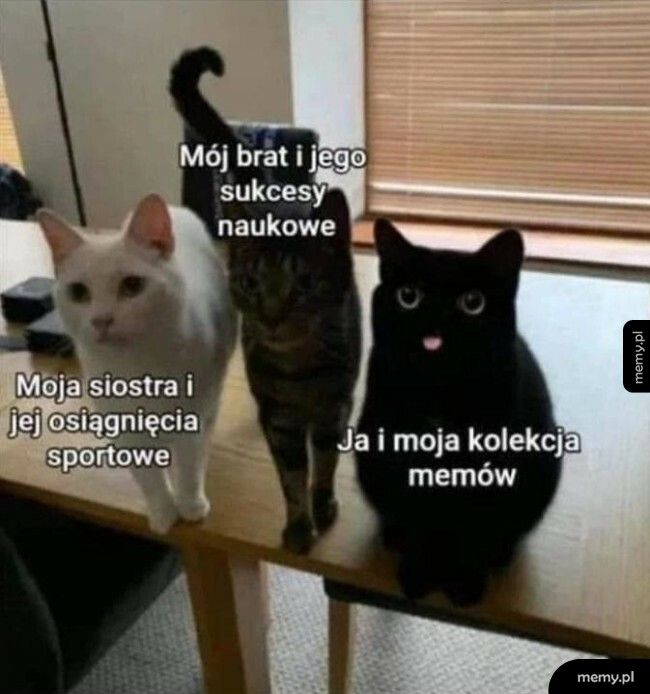 Mój brat i jego
sukcesy
naukowe
Moja siostra i
jej osiągnięcia
sportowe
Ja i moja kolekcja
memów
memy.pl
memy.pl